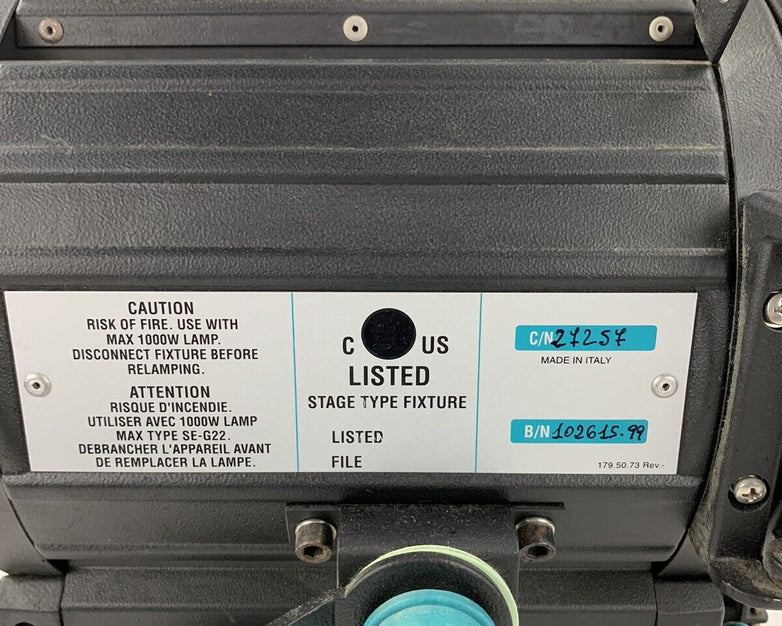 CAUTION
RISK OF FIRE. USE WITH
MAX 1000W LAMP.
DISCONNECT FIXTURE BEFORE
RELAMPING.
ATTENTION
RISQUE D'INCENDIE.
UTILISER AVEC 1000W LAMP
MAX TYPE SE-G22.
DEBRANCHER L'APPAREIL AVANT
DE REMPLACER LA LAMPE.
C US
LISTED
STAGE TYPE FIXTURE
LISTED
FILE
C/N 27257
MADE IN ITALY
B/N 102615.99
179.50.73 Rev.-